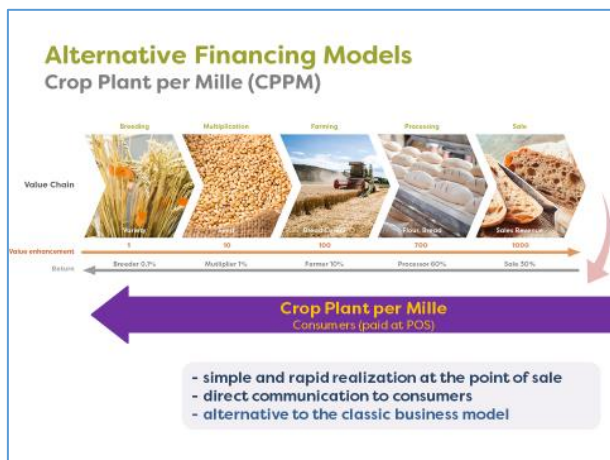 Alternative Financing Models
Crop Plant per Mille (CPPM)
Breeding Multiplication Farming Processing Sale
Value Chain
Variety Seed Bread Cereal Flour, Bread Sales Revenue
Value enhancement 1 10 100 700 1000
Return Breeder 0.1% Multiplier 1% Farmer 10% Processor 60% Sale 30%
Crop Plant per Mille
Consumers (paid at POS)
- simple and rapid realization at the point of sale
- direct communication to consumers
- alternative to the classic business model